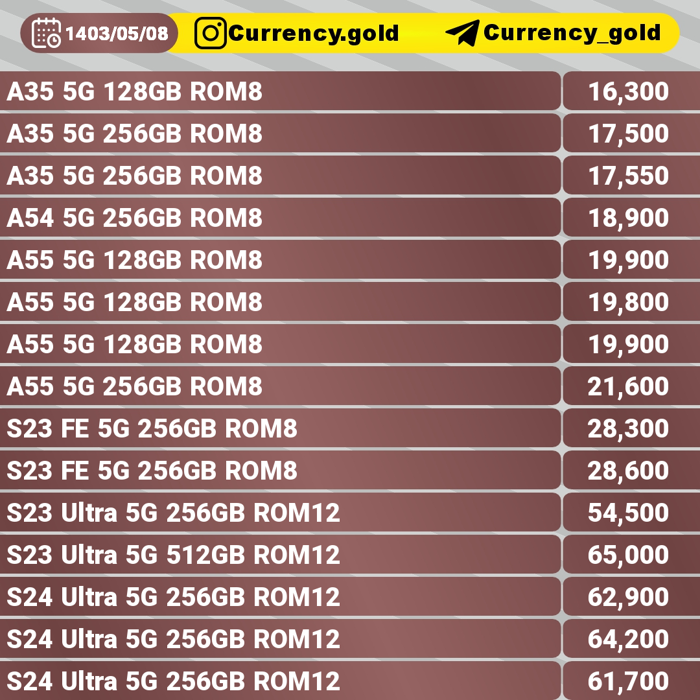 1403/05/08 Currency.gold Currency_gold
A35 5G 128GB ROM8 16,300
A35 5G 256GB ROM8 17,500
A35 5G 256GB ROM8 17,550
A54 5G 256GB ROM8 18,900
A55 5G 128GB ROM8 19,900
A55 5G 128GB ROM8 19,800
A55 5G 128GB ROM8 19,900
A55 5G 256GB ROM8 21,600
S23 FE 5G 256GB ROM8 28,300
S23 FE 5G 256GB ROM8 28,600
S23 Ultra 5G 256GB ROM12 54,500
S23 Ultra 5G 512GB ROM12 65,000
S24 Ultra 5G 256GB ROM12 62,900
S24 Ultra 5G 256GB ROM12 64,200
S24 Ultra 5G 256GB ROM12 61,700